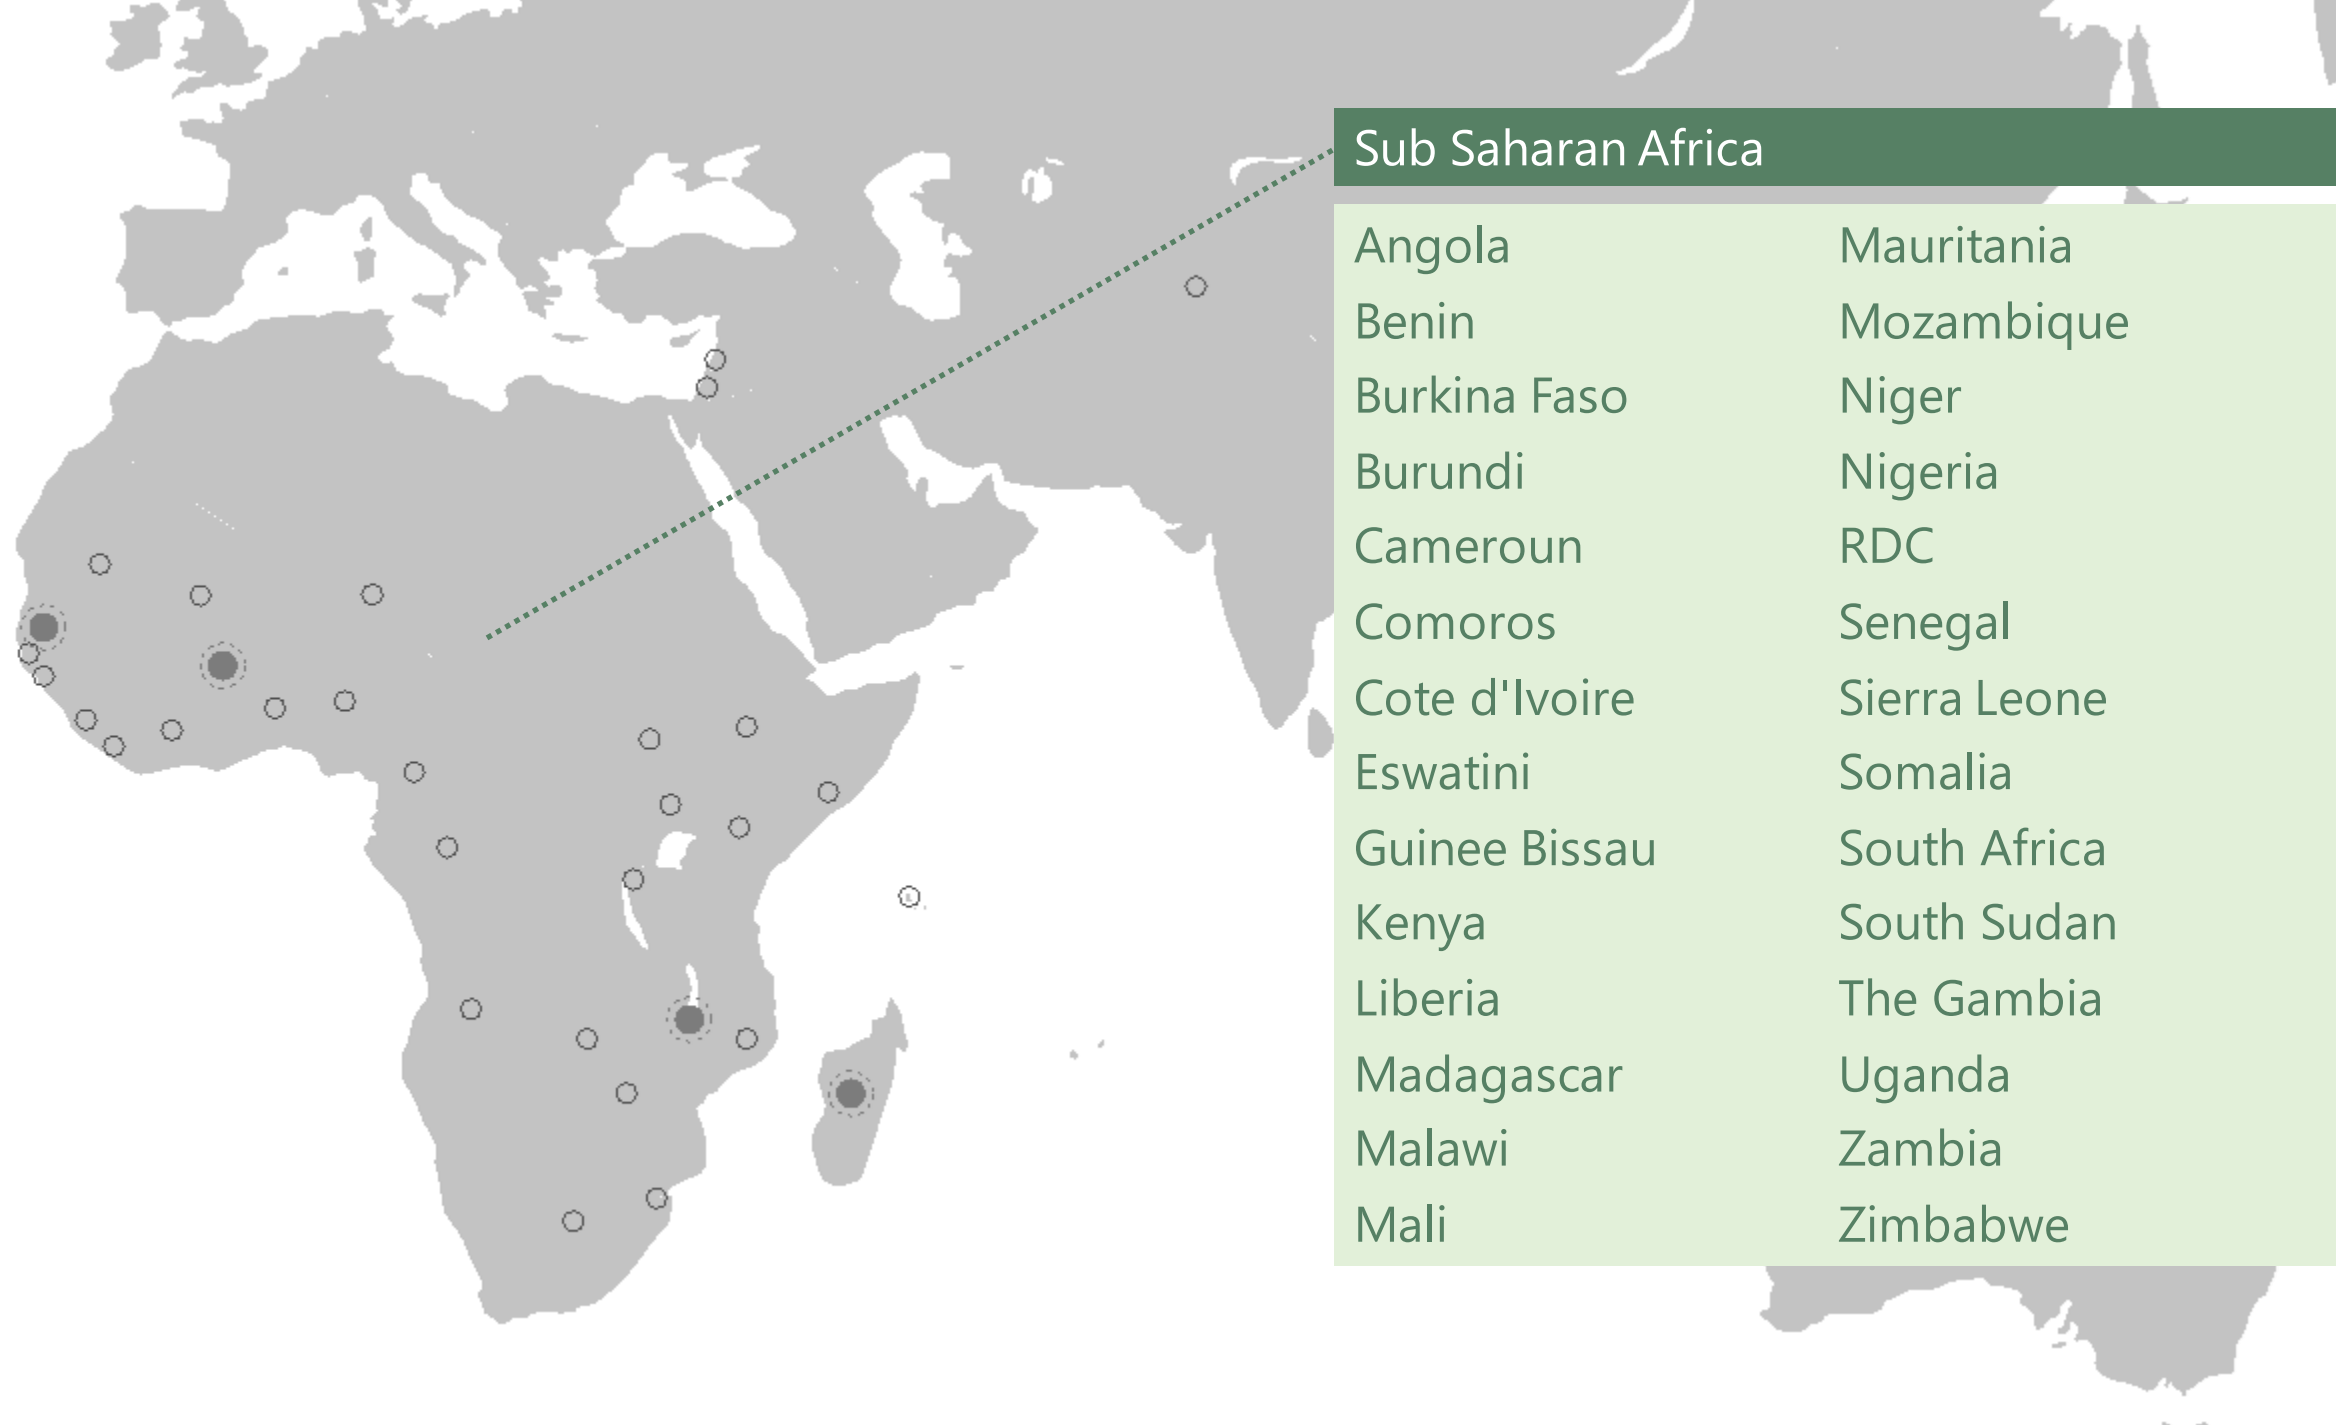 Sub Saharan Africa
Angola
Benin
Burkina Faso
Burundi
Cameroun
Comoros
Cote d'Ivoire
Eswatini
Guinee Bissau
Kenya
Liberia
Madagascar
Malawi
Mali
Mauritania
Mozambique
Niger
Nigeria
RDC
Senegal
Sierra Leone
Somalia
South Africa
South Sudan
The Gambia
Uganda
Zambia
Zimbabwe